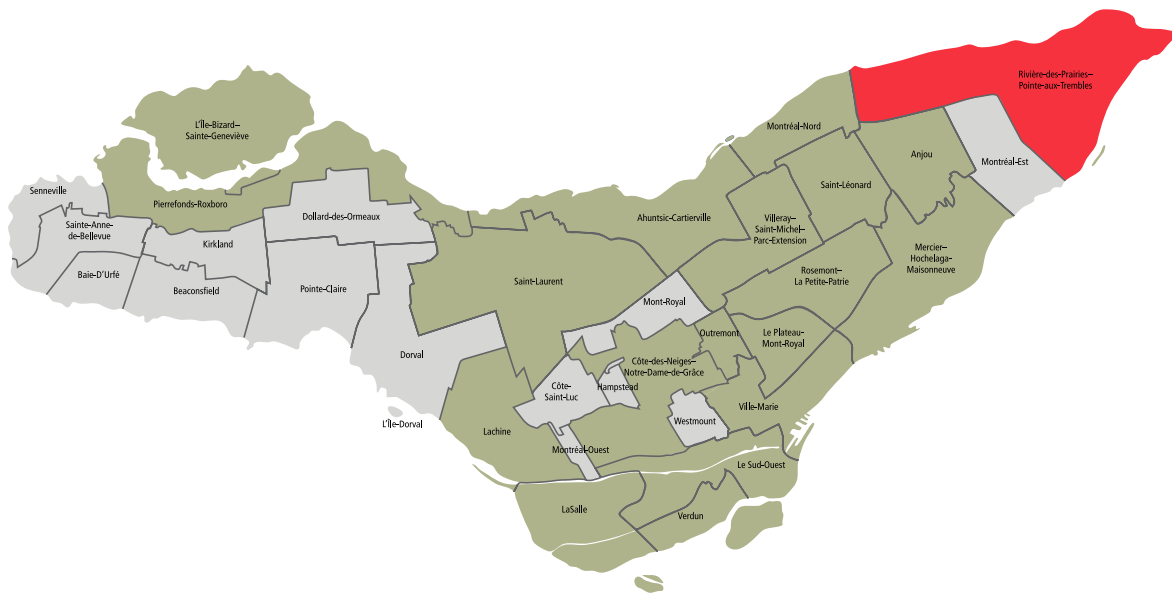 Rivière-des-Prairies–
Pointe-aux-Trembles
L'Île-Bizard–
Sainte-Geneviève
Montréal-Nord
Anjou
Montréal-Est
Saint-Léonard
Senneville
Pierrefonds-Roxboro
Dollard-des-Ormeaux
Ahuntsic-Cartierville
Villeray–
Saint-Michel–
Parc-Extension
Sainte-Anne-
de-Bellevue
Kirkland
Mercier–
Hochelaga-
Maisonneuve
Baie-D'Urfé
Beaconsfield
Pointe-Claire
Saint-Laurent
Rosemont–
La Petite-Patrie
Mont-Royal
Dorval
Outremont
Le Plateau-
Mont-Royal
Côte-des-Neiges–
Notre-Dame-de-Grâce
Côte-
Saint-Luc
Hampstead
Ville-Marie
L'Île-Dorval
Lachine
Westmount
Montréal-Ouest
Le Sud-Ouest
LaSalle
Verdun